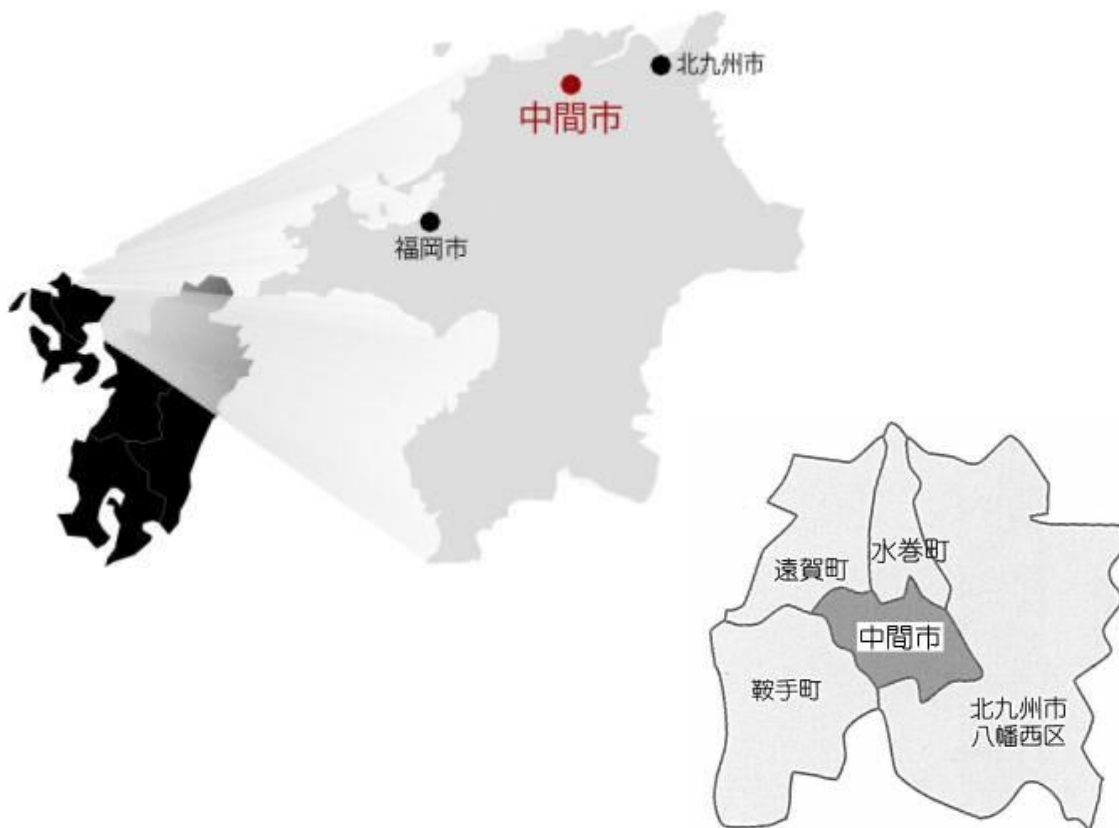 北九州市
中間市
福岡市
水巻町
遠賀町
中間市
鞍手町
北九州市
八幡西区